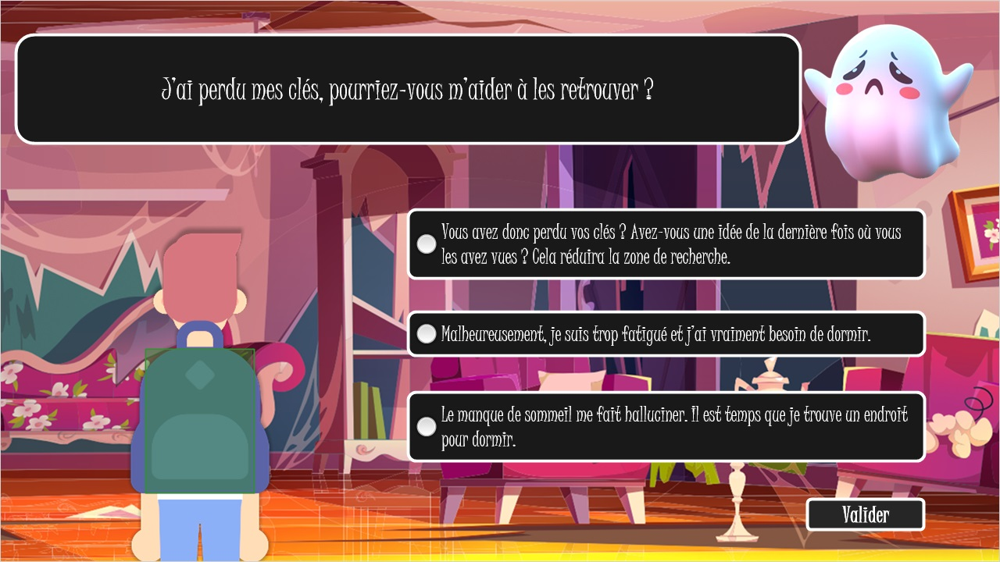 J'ai perdu mes clés, pourriez-vous m'aider à les retrouver ?
Vous avez donc perdu vos clés ? Avez-vous une idée de la dernière fois où vous
les avez vues ? Cela réduira la zone de recherche.
Malheureusement, je suis trop fatigué et j'ai vraiment besoin de dormir.
Le manque de sommeil me fait halluciner. Il est temps que je trouve un endroit
pour dormir.
Valider